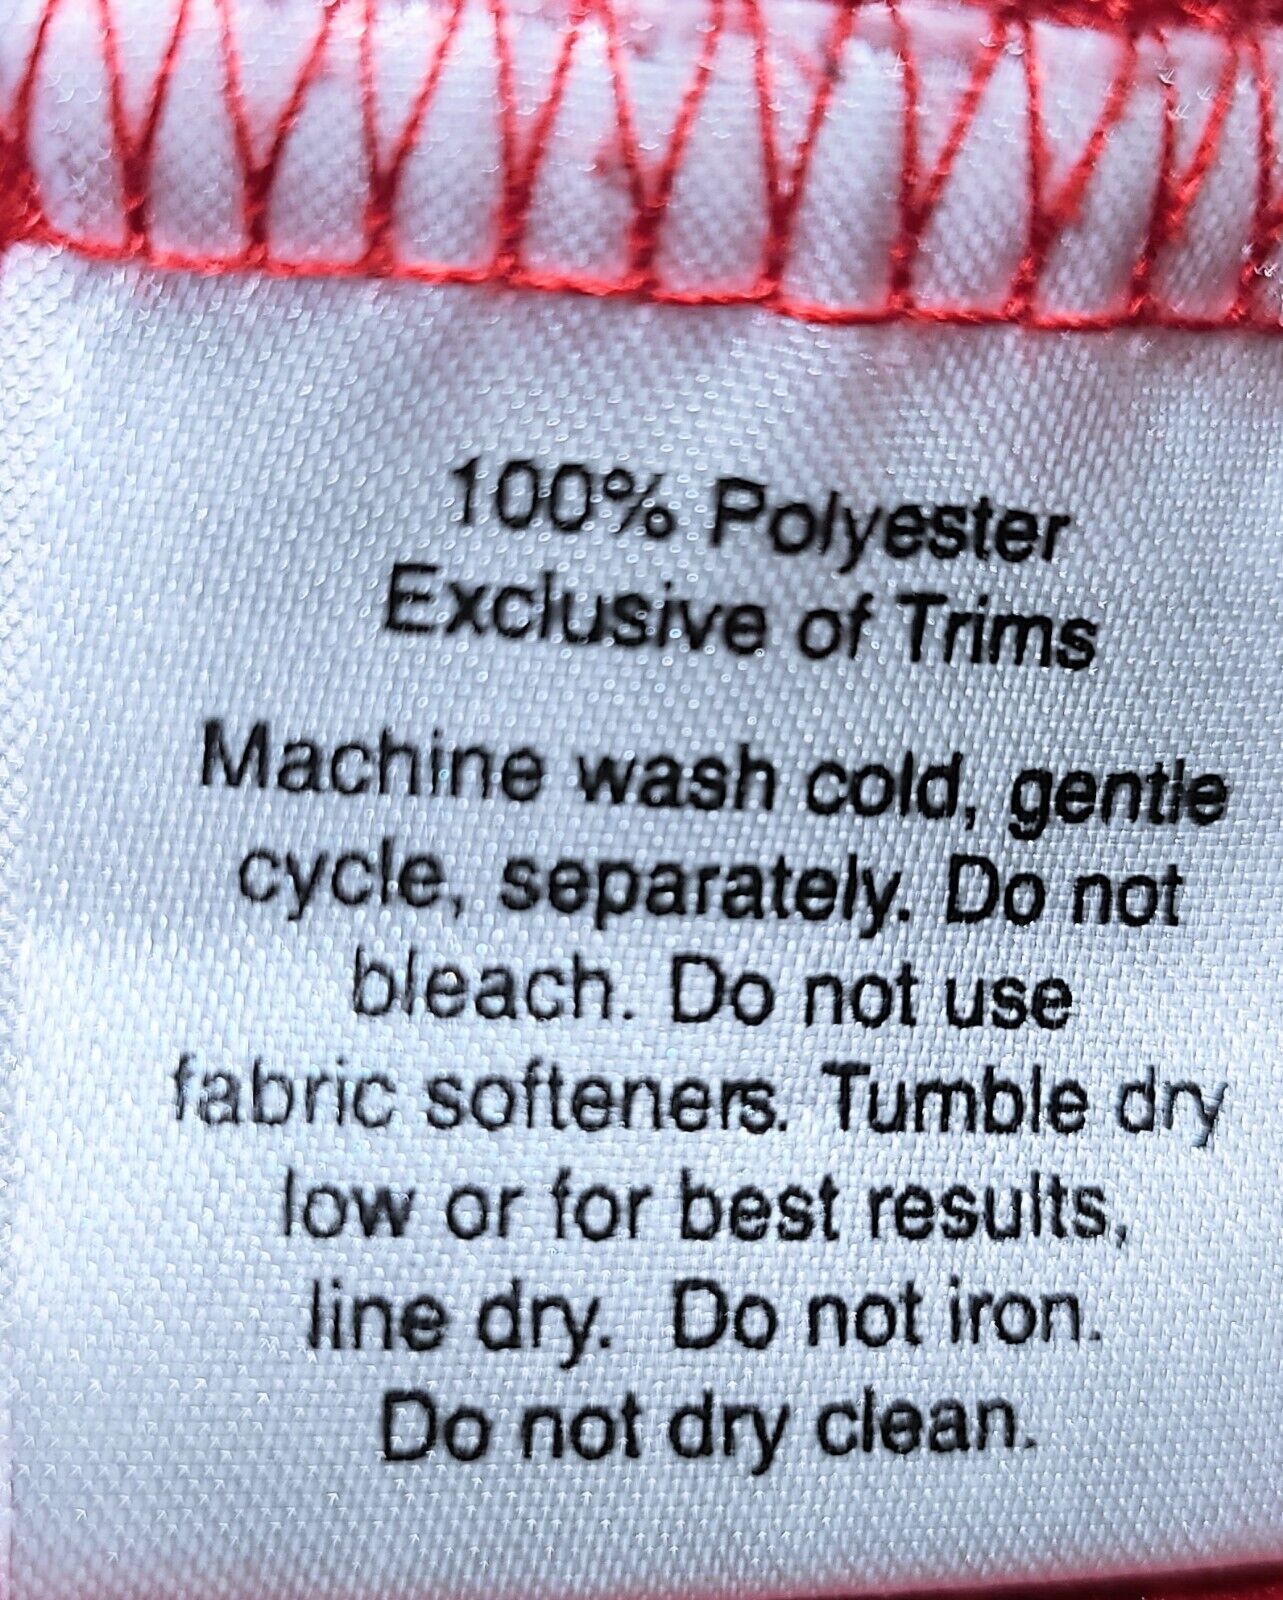 100% Polyester
Exclusive of Trims
Machine wash cold, gentle
cycle, separately. Do not
bleach. Do not use
fabric softeners. Tumble dry
low or for best results,
line dry. Do not iron.
Do not dry clean.